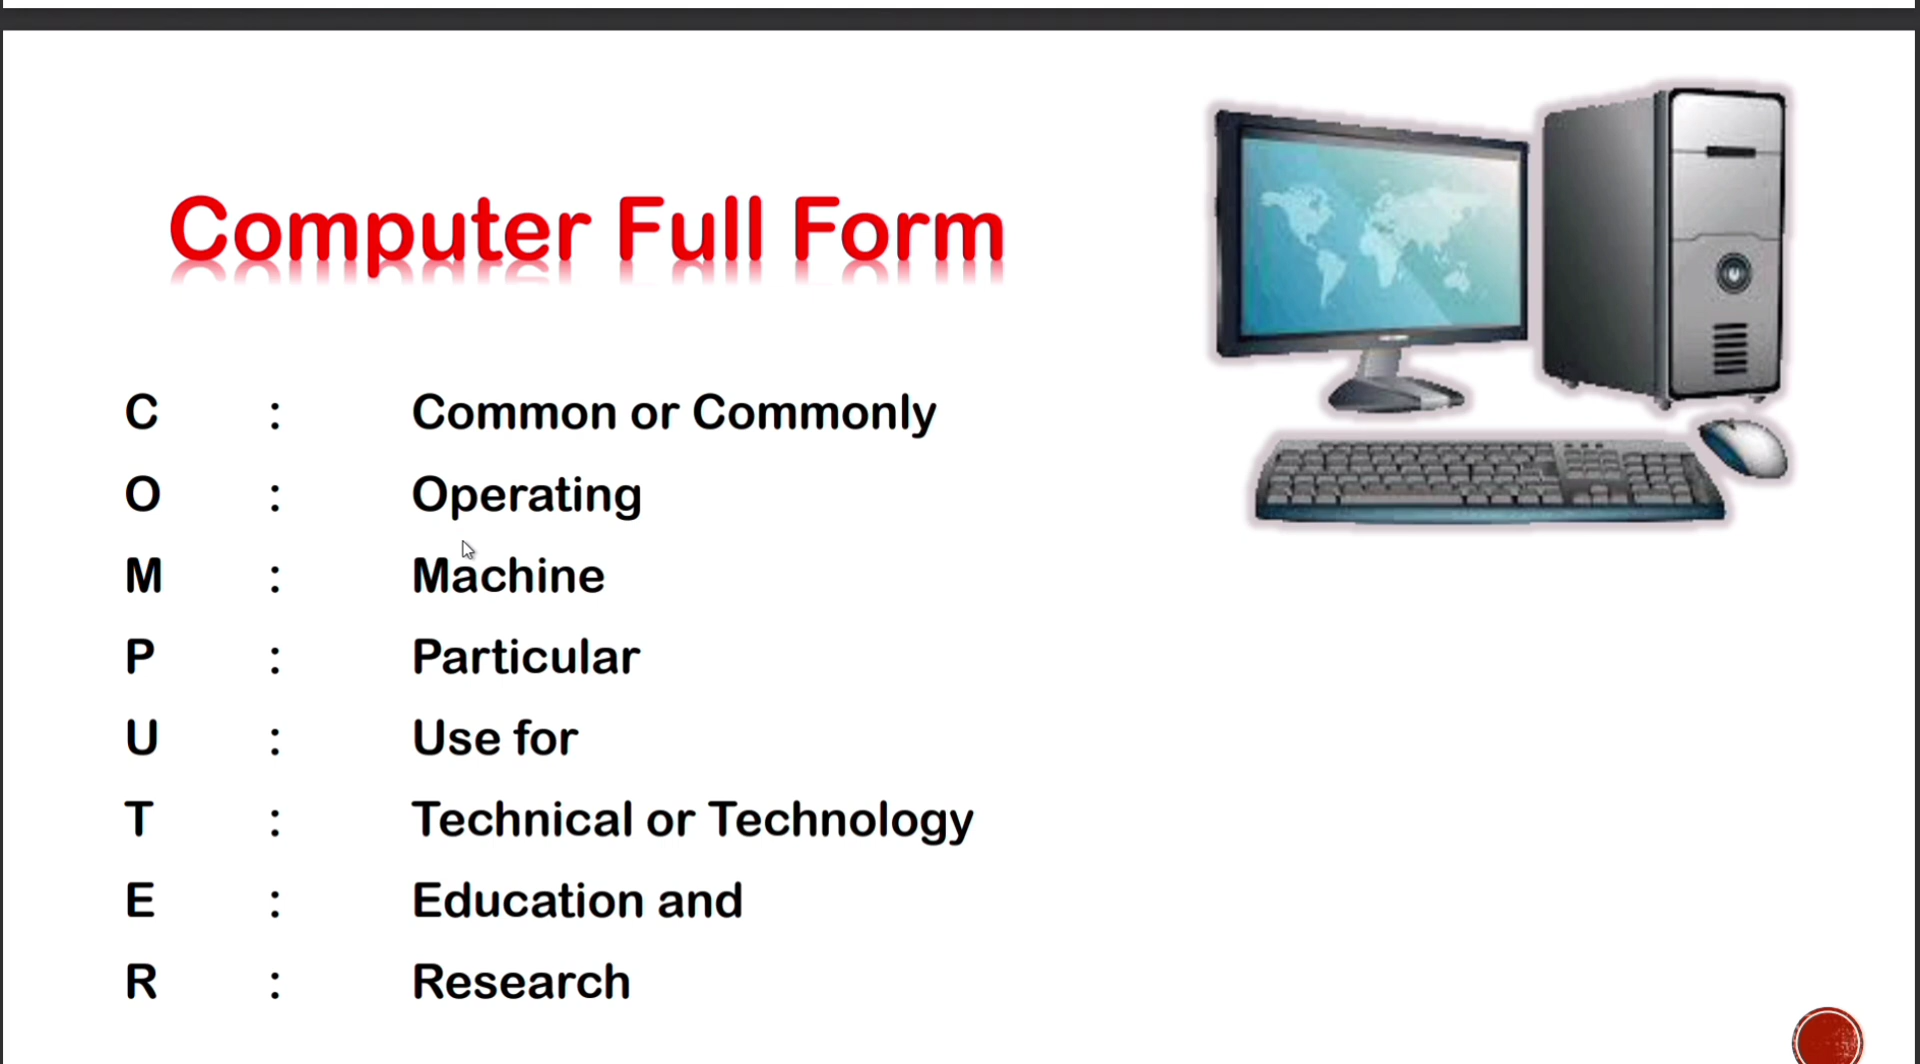 Computer Full Form
C : Common or Commonly
O : Operating
M : Machine
P : Particular
U : Use for
T : Technical or Technology
E : Education and
R : Research